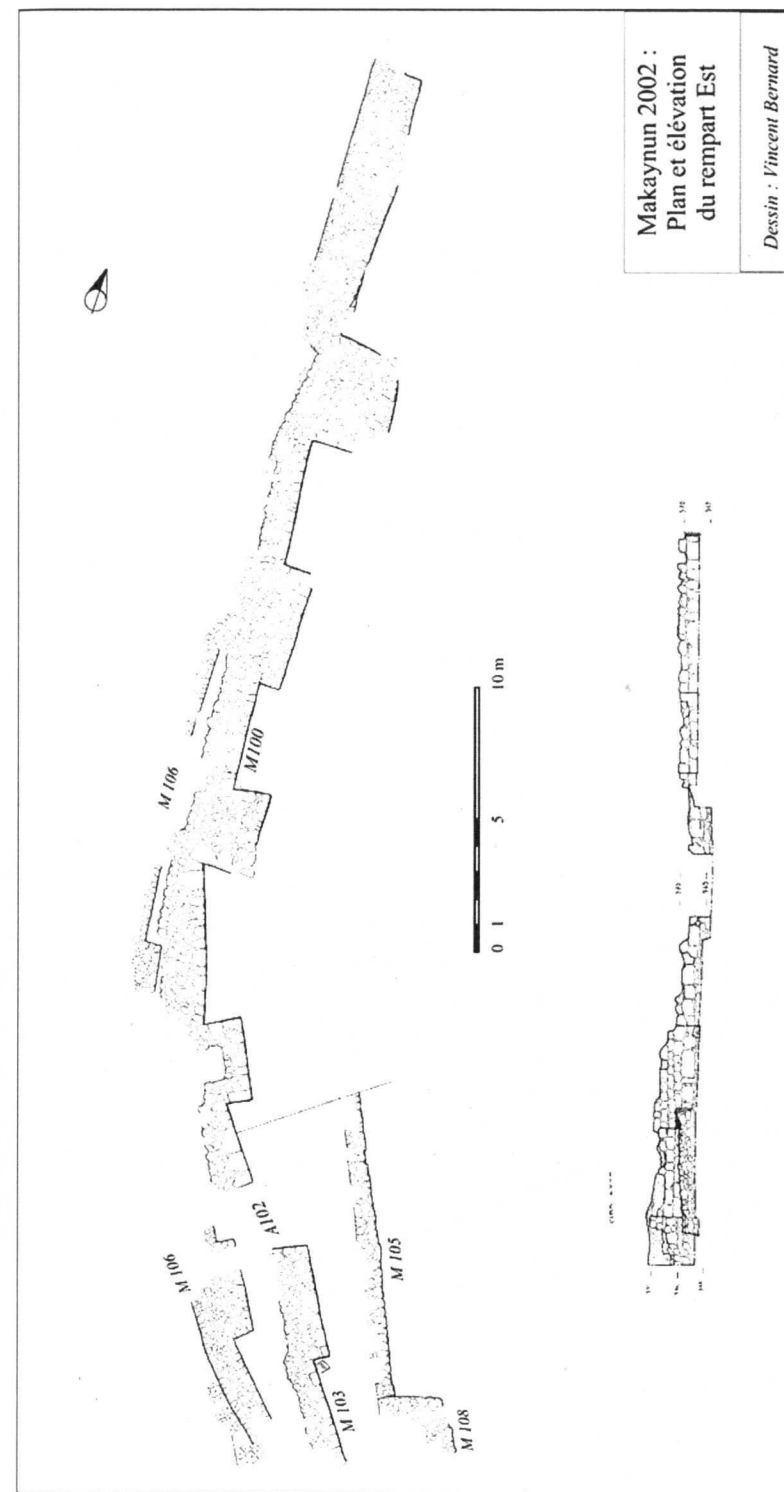 Makaynun 2002 :
Plan et élévation
du rempart Est
Dessin : Vincent Bernard
M 106
M100
M 106
A102
M 103
M 105
M 108
0 1 5 10 m